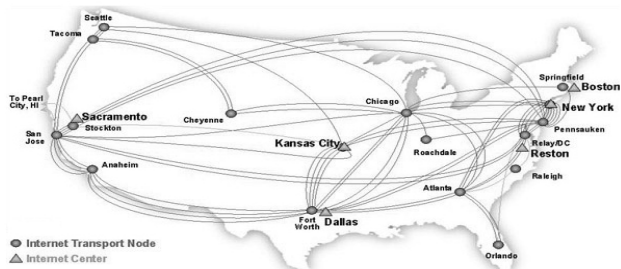 Seattle
Tacoma
To Pearl
City, HI
Sacramento
Stockton
San
Jose
Anaheim
Cheyenne
Chicago
Kansas City
Roachdale
Fort
Worth
Dallas
Atlanta
Orlando
Raleigh
Reston
Relay/DC
Pennsauken
New York
Boston
Springfield
Internet Transport Node
Internet Center